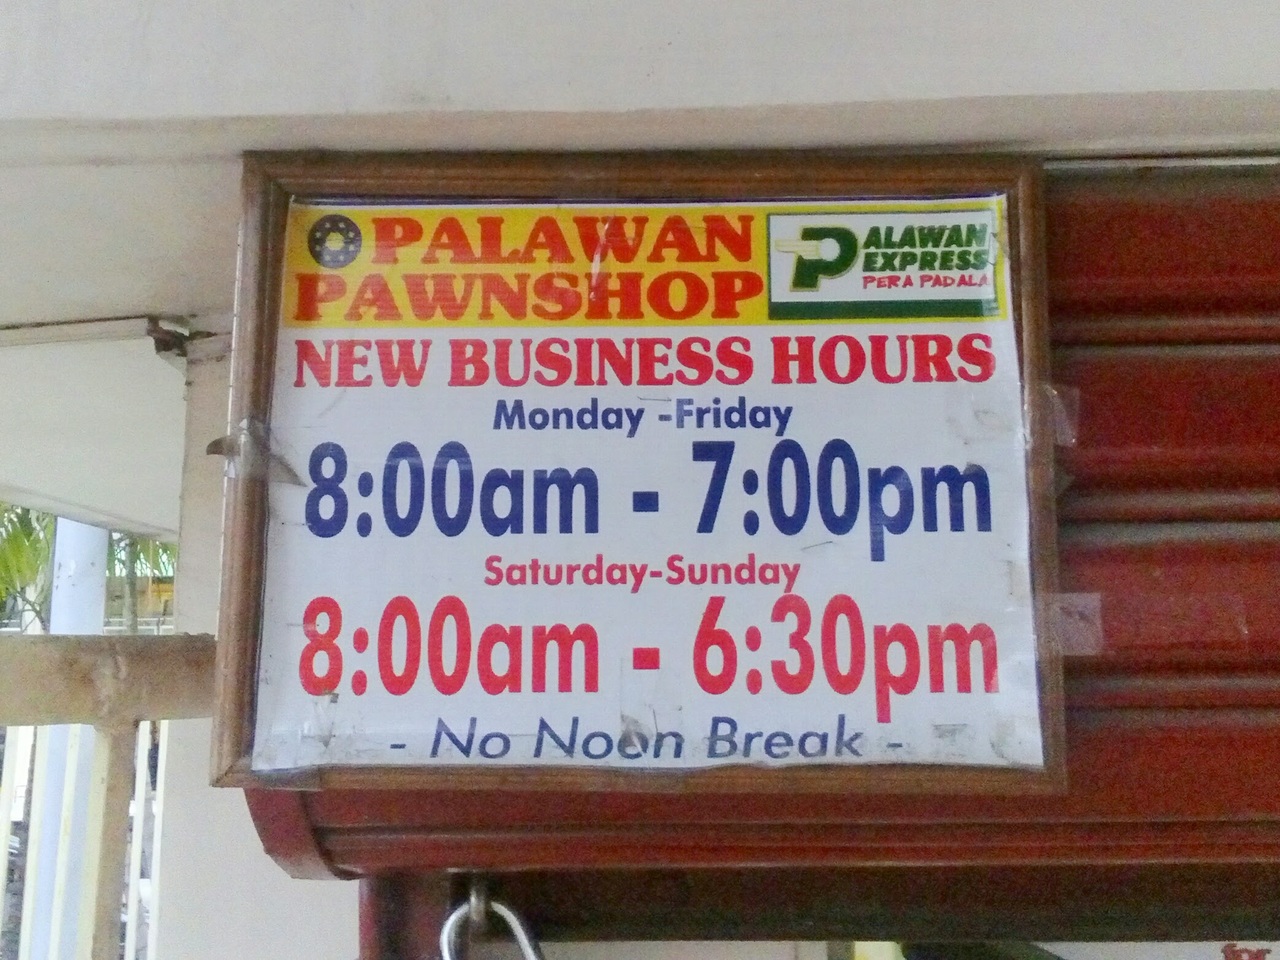 PALAWAN
PAWNSHOP
PALAWAN
EXPRESS
PERA PADALA
NEW BUSINESS HOURS
Monday -Friday
8:00am - 7:00pm
Saturday-Sunday
8:00am - 6:30pm
- No Noon Break -
for